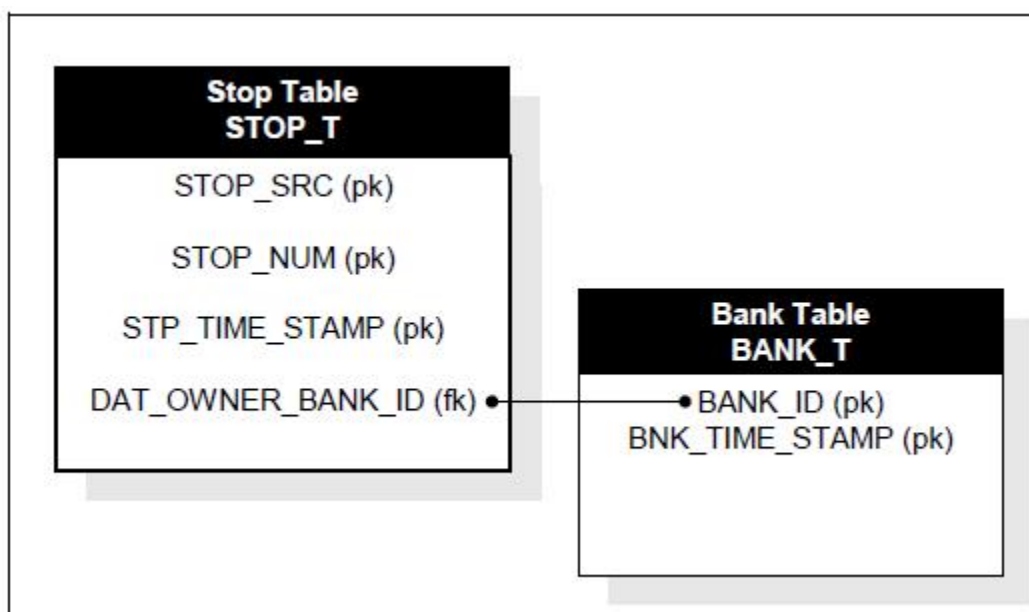 Stop Table
STOP_T
STOP_SRC (pk)
STOP_NUM (pk)
STP_TIME_STAMP (pk)
DAT_OWNER_BANK_ID (fk)
Bank Table
BANK_T
BANK_ID (pk)
BNK_TIME_STAMP (pk)